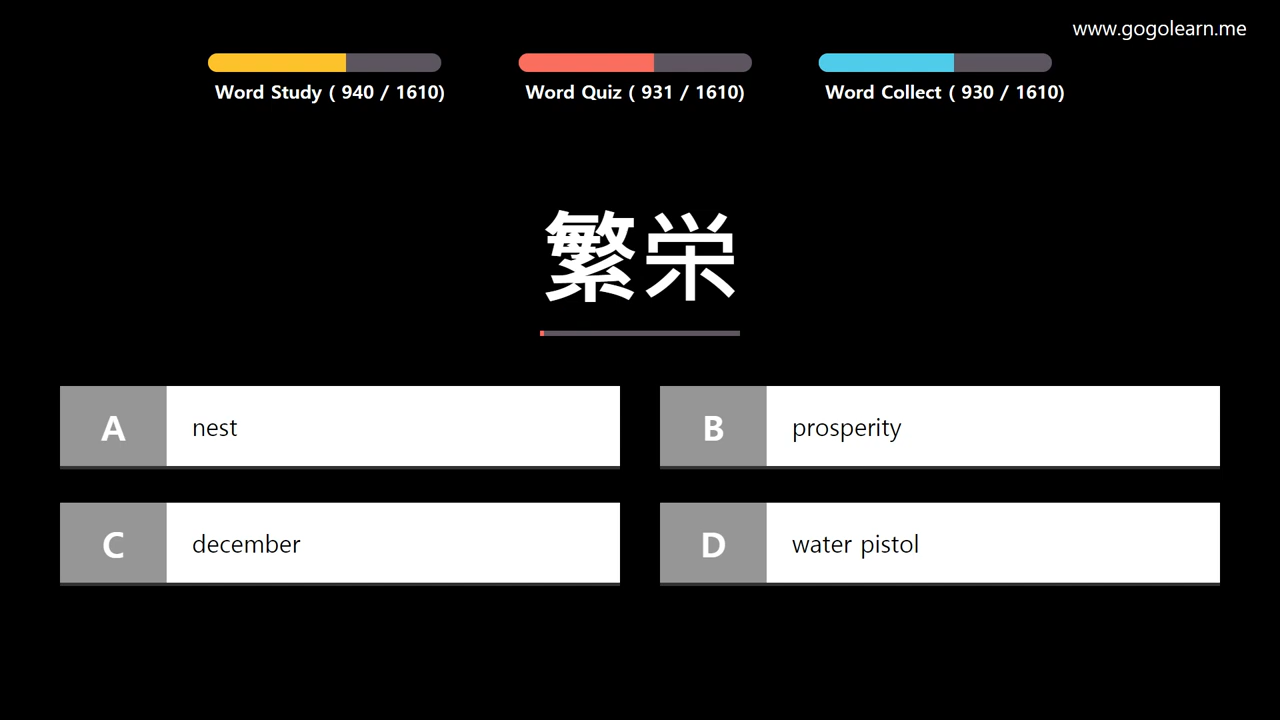 www.gogolearn.me
Word Study ( 940 / 1610)
Word Quiz ( 931 / 1610)
Word Collect ( 930 / 1610)
繁栄
A nest
B prosperity
C december
D water pistol